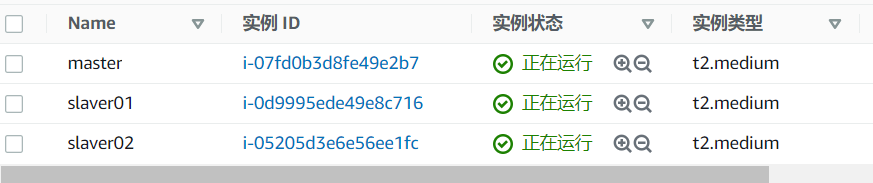 Name 实例 ID 实例状态 实例类型
master i-07fd0b3d8fe49e2b7 正在运行 t2.medium
slaver01 i-0d9995ede49e8c716 正在运行 t2.medium
slaver02 i-05205d3e6e56ee1fc 正在运行 t2.medium